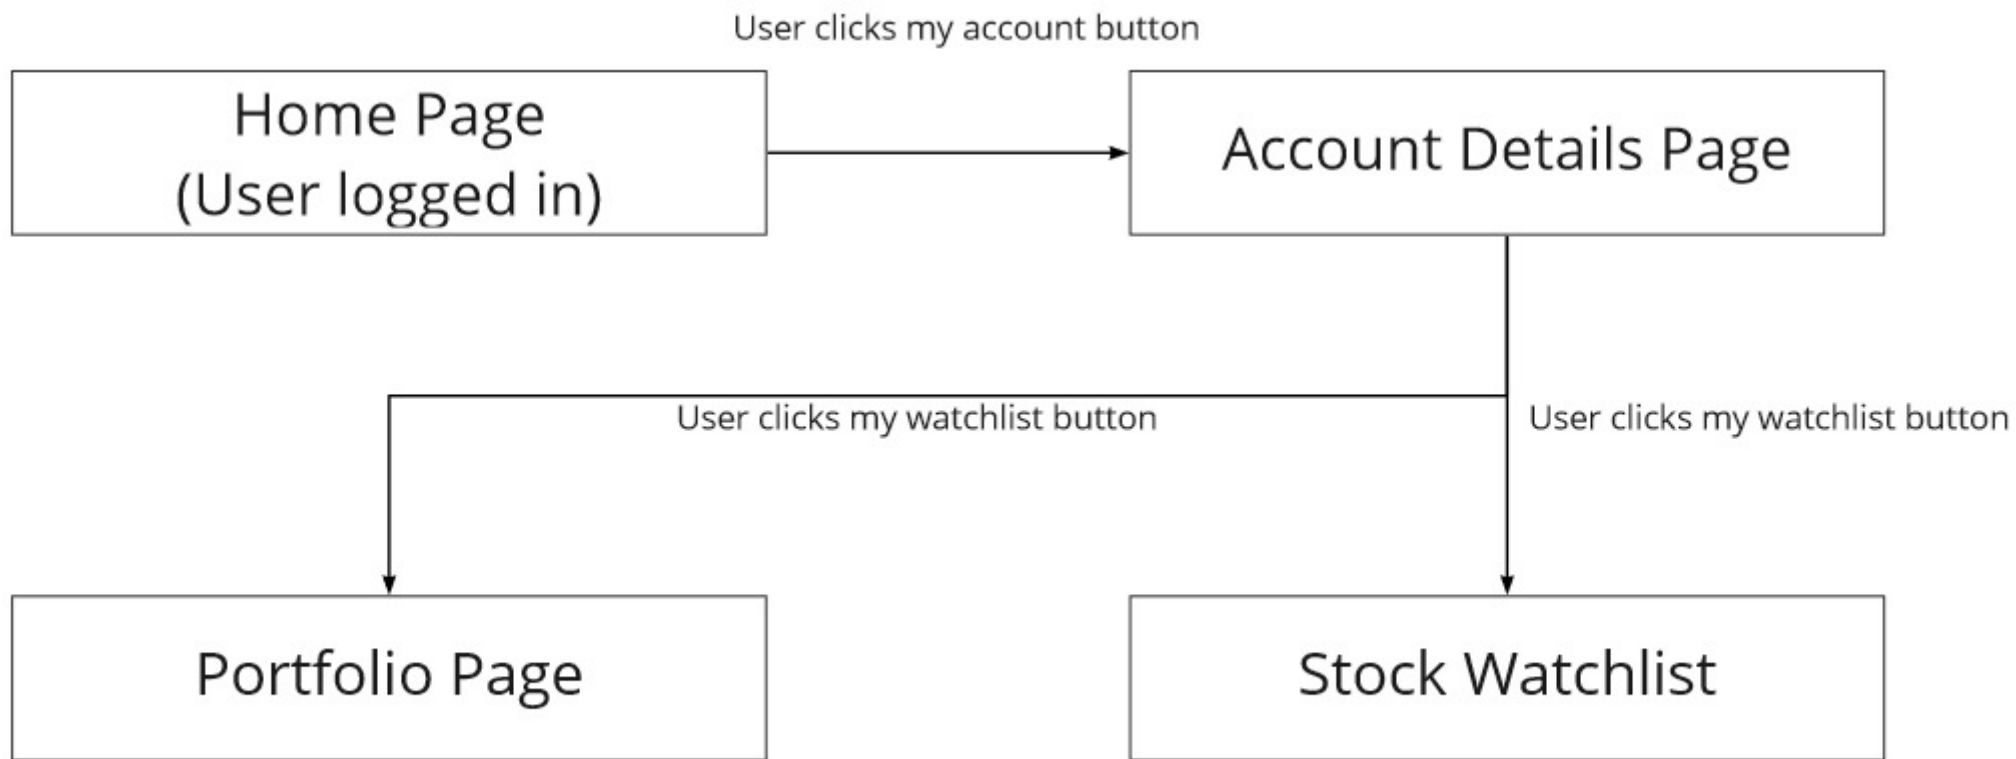 User clicks my account button
Home Page
(User logged in)
Account Details Page
User clicks my watchlist button
User clicks my watchlist button
Portfolio Page
Stock Watchlist